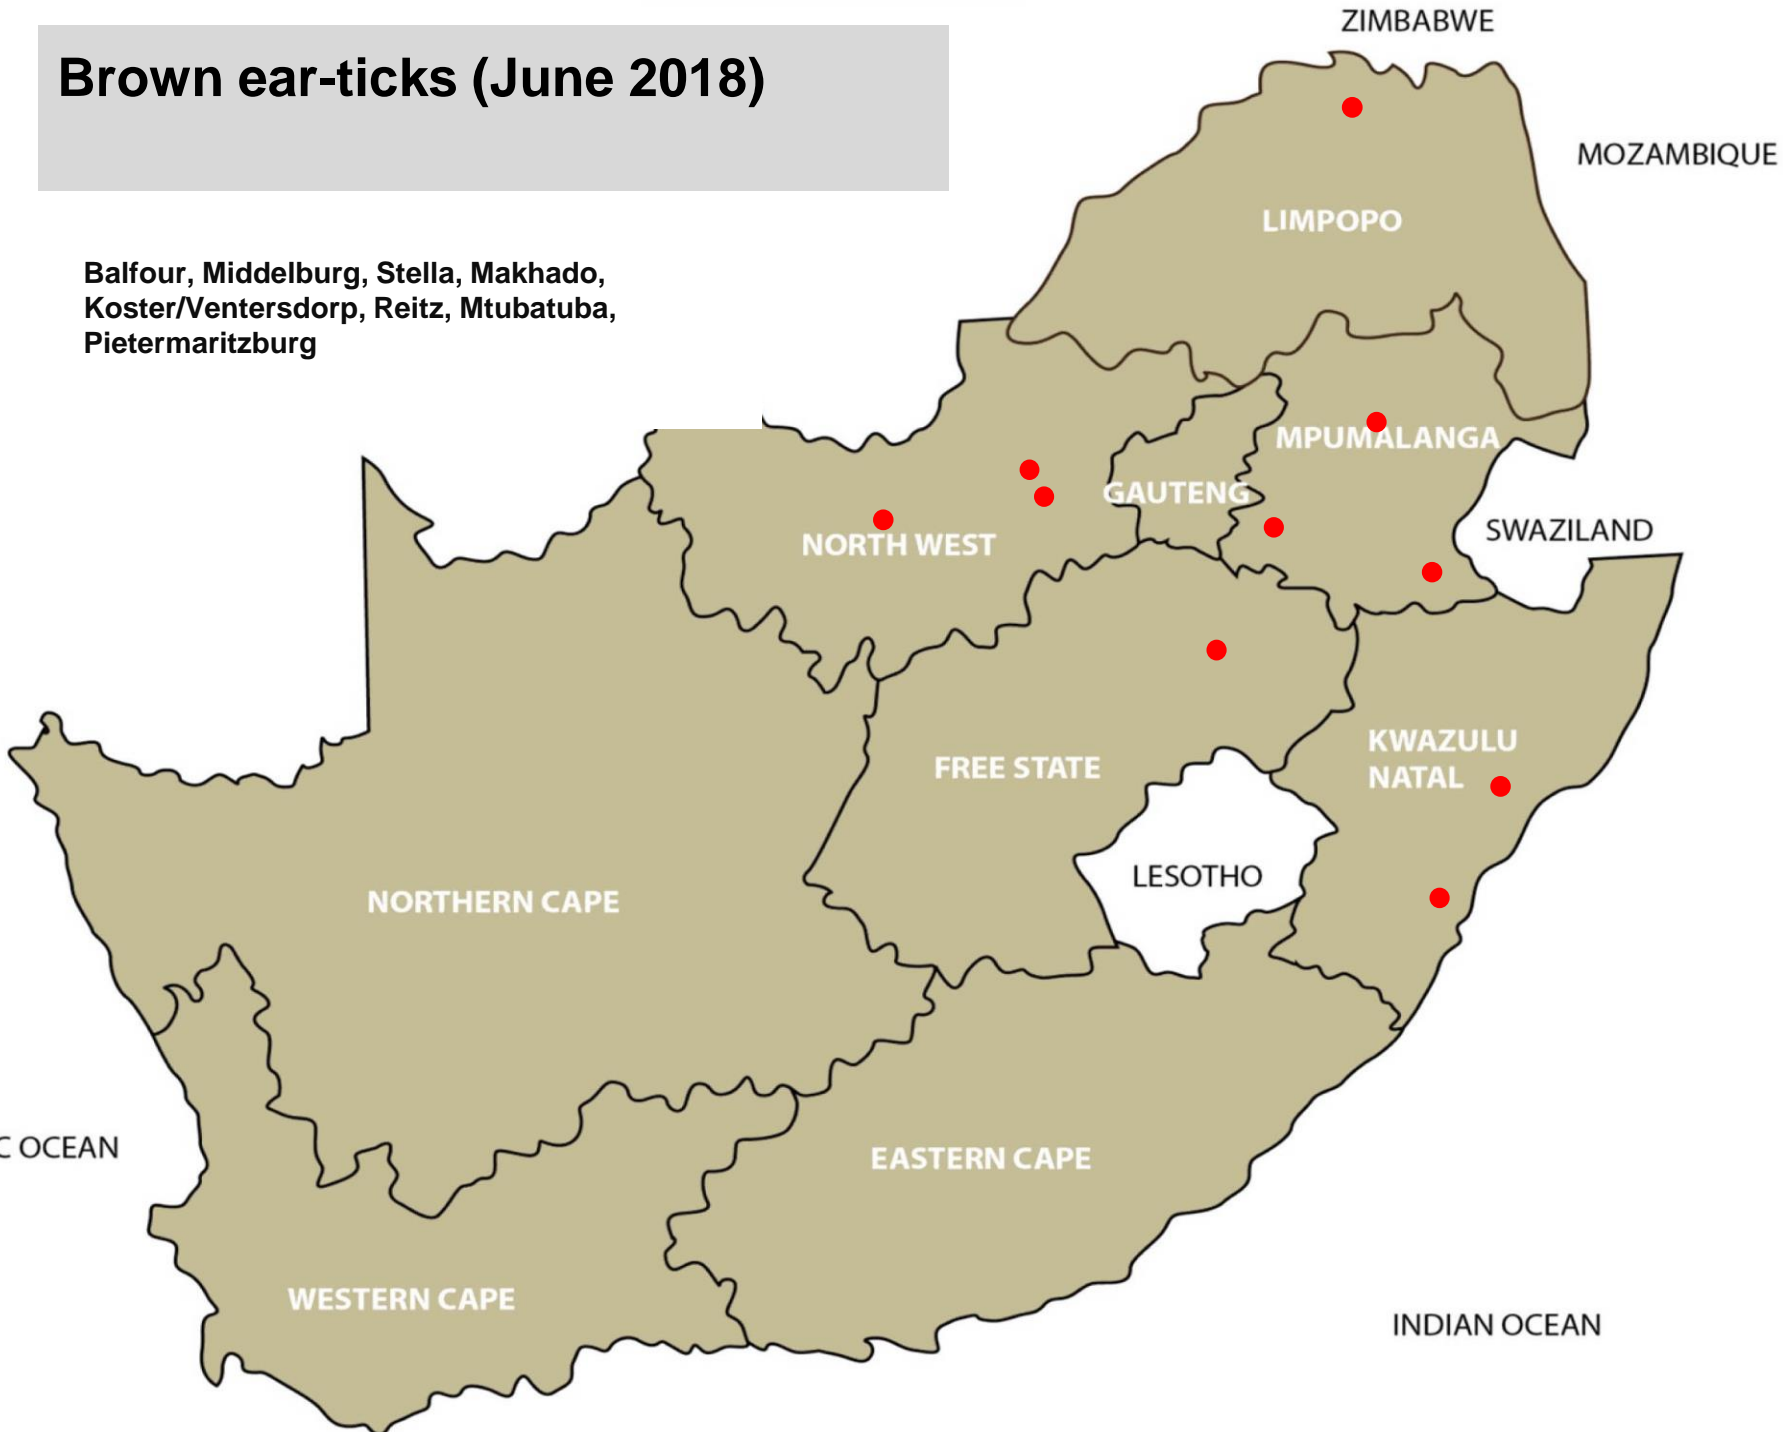 Brown ear-ticks (June 2018)
Balfour, Middelburg, Stella, Makhado,
Koster/Ventersdorp, Reitz, Mtubatuba,
Pietermaritzburg
ZIMBABWE
MOZAMBIQUE
LIMPOPO
MPUMALANGA
GAUTENG
NORTH WEST
SWAZILAND
KWAZULU
NATAL
FREE STATE
LESOTHO
NORTHERN CAPE
C OCEAN
EASTERN CAPE
WESTERN CAPE
INDIAN OCEAN